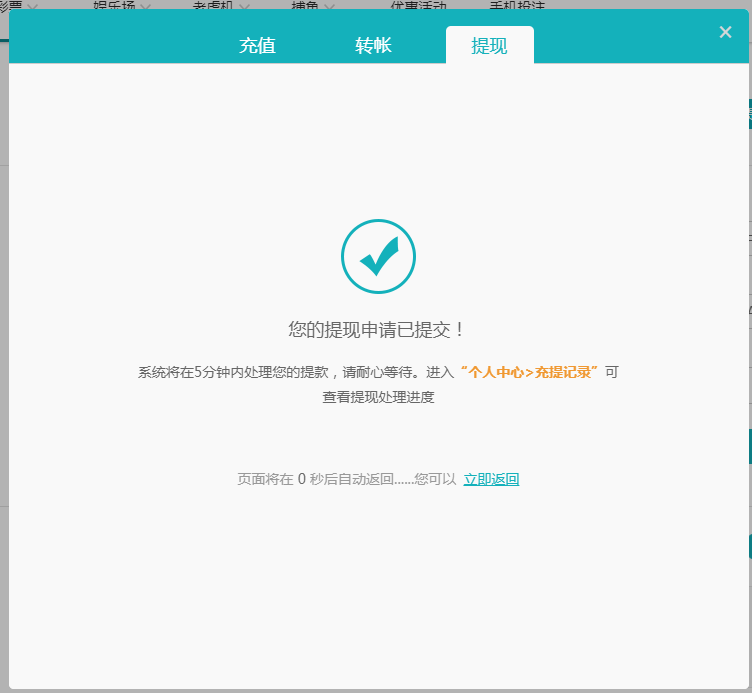 彩票 娱乐场 老虎机 捕鱼 优惠活动 手机投注
充值 转帐 提现
您的提现申请已提交！
系统将在5分钟内处理您的提款，请耐心等待。进入“个人中心>充提记录”可
查看提现处理进度
页面将在 0 秒后自动返回......您可以 立即返回